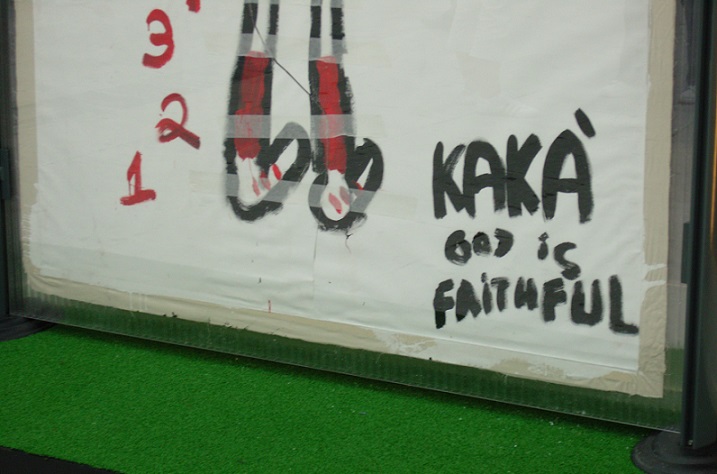 3
2
1
KAKÀ
GOD iS
FAiTHFUL